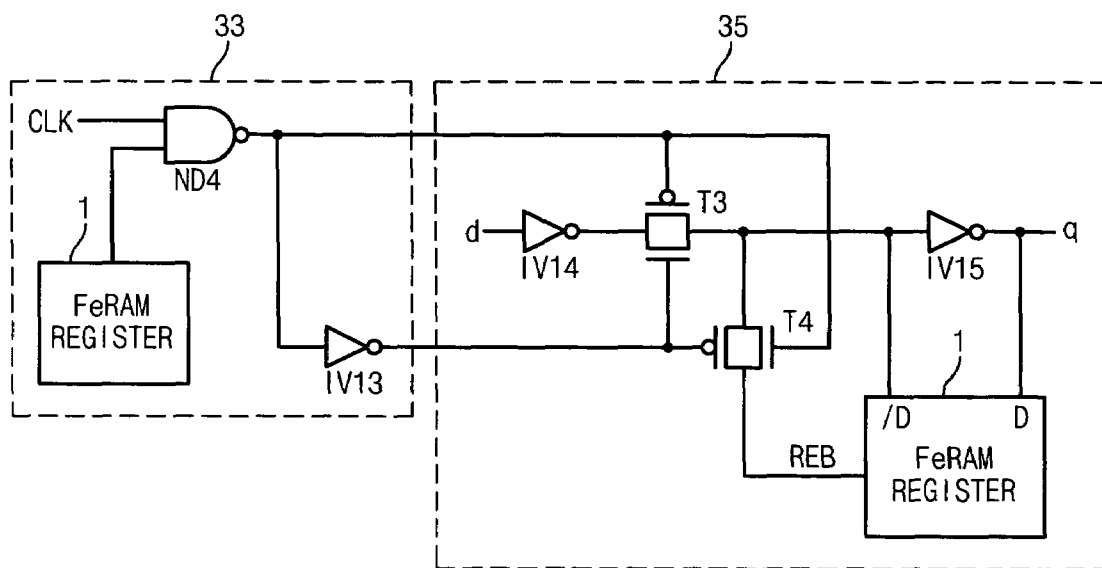 33
35
CLK
ND4
1
FeRAM
REGISTER
IV13
d
IV14
T3
IV15
q
T4
1
/D
D
REB
FeRAM
REGISTER